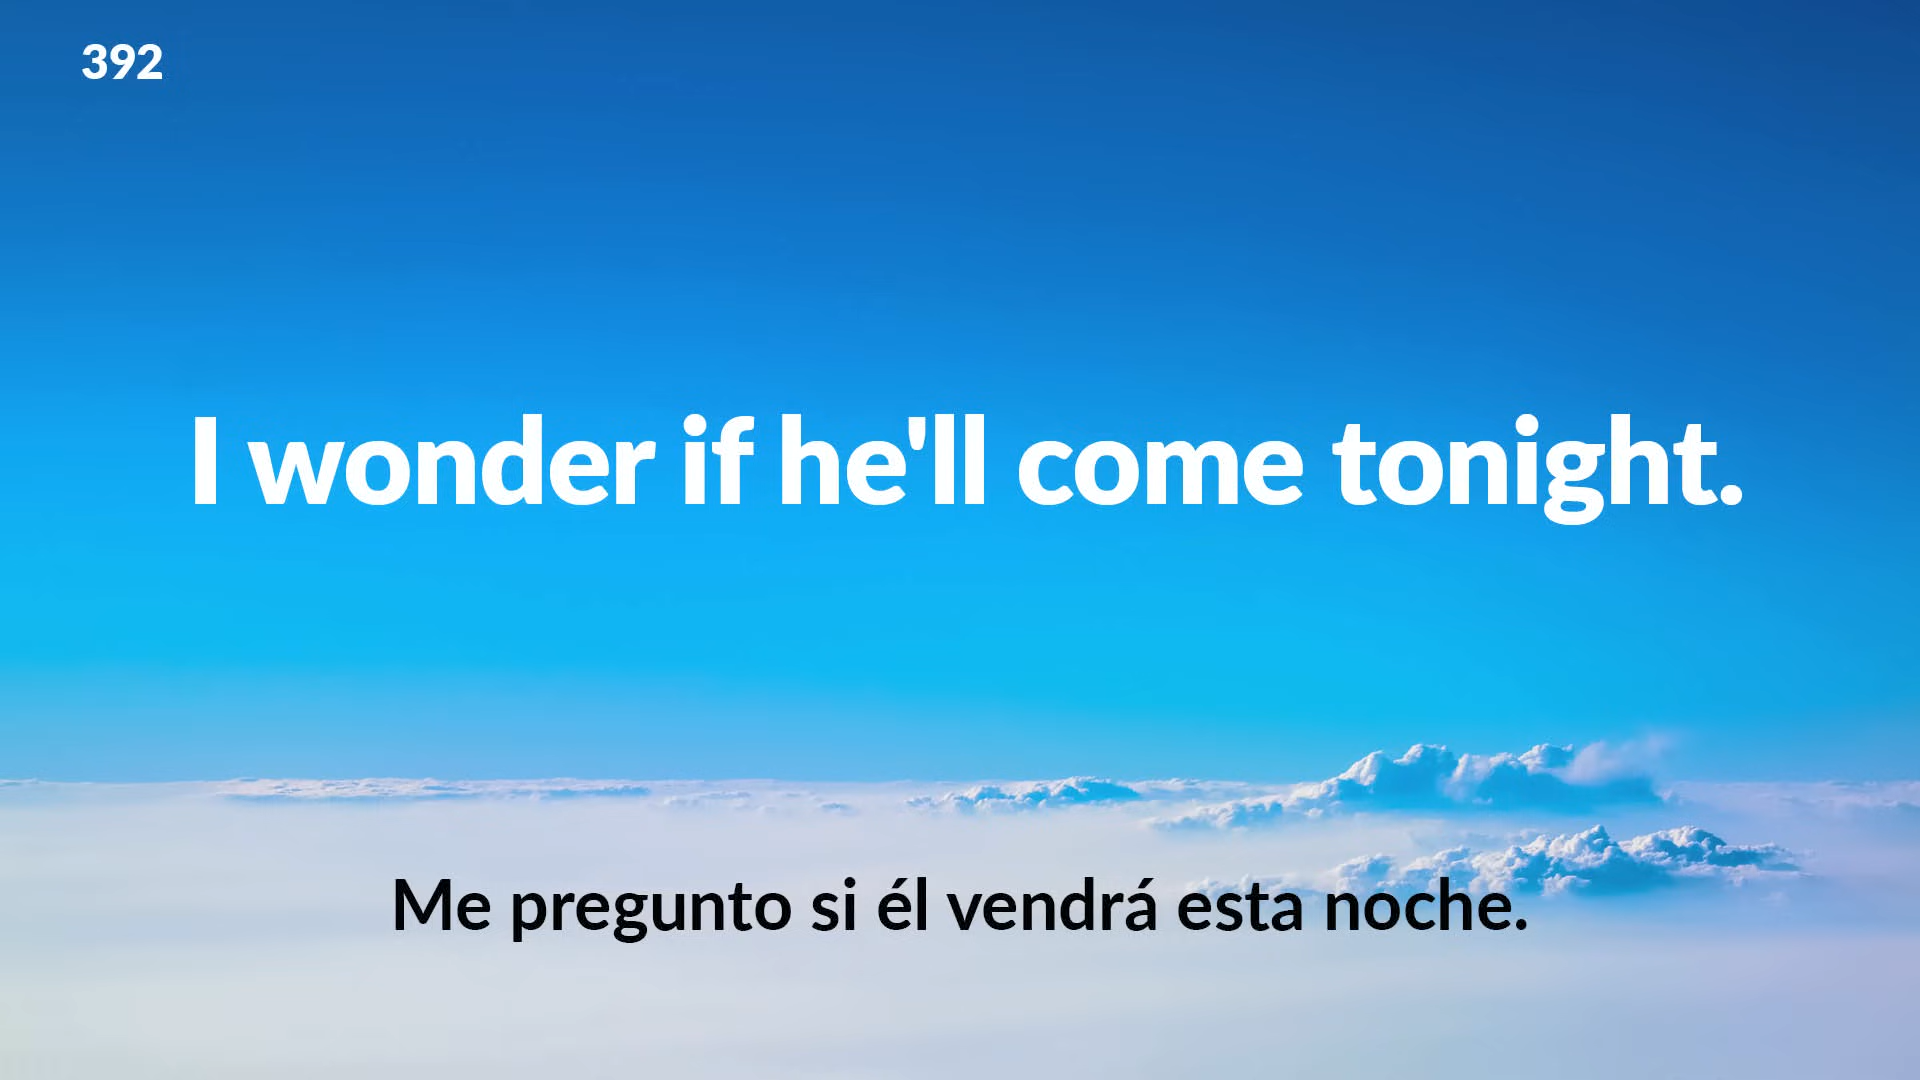 392
I wonder if he'll come tonight.
Me pregunto si él vendrá esta noche.